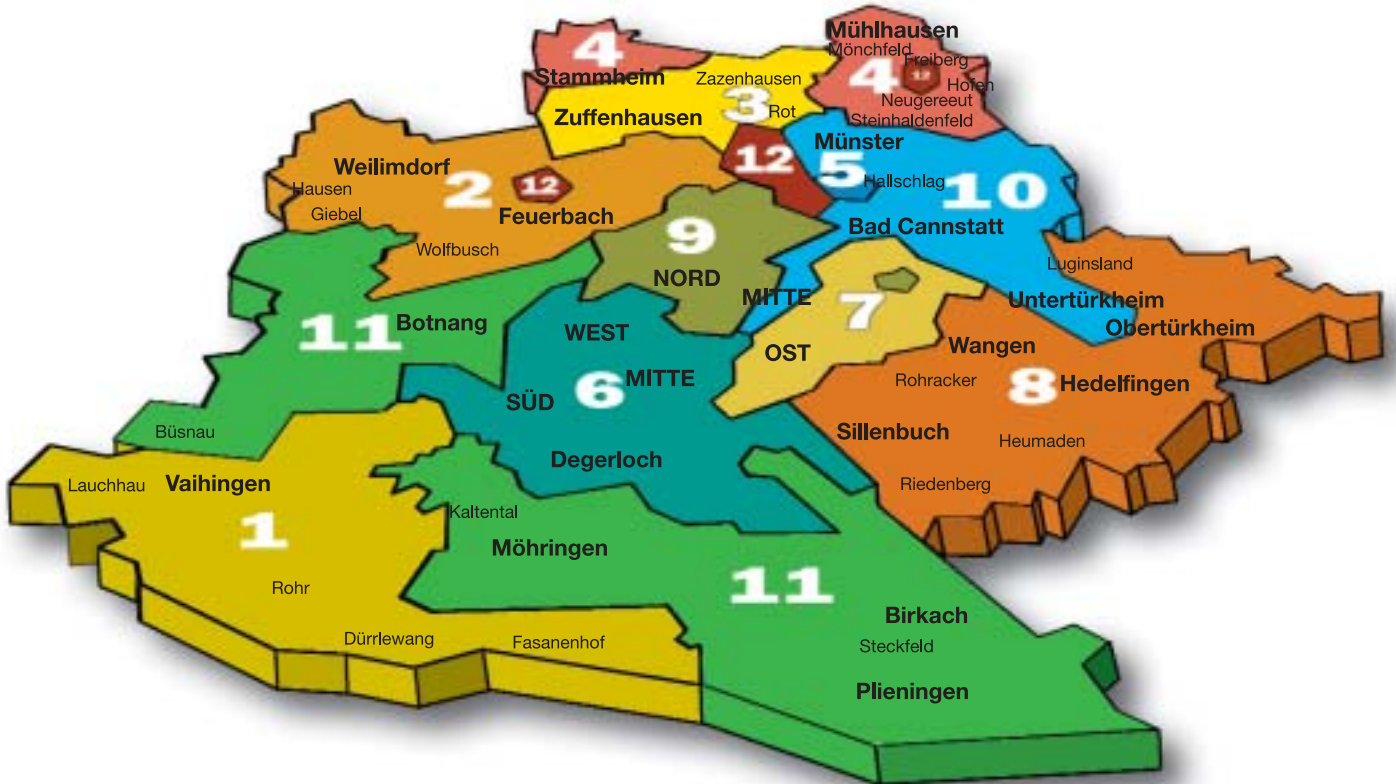 Mühlhausen
4
Mönchfeld
Freiberg
Stammheim
Zazenhausen
4
12
Hofen
3
Neugereeut
Zuffenhausen
Rot
Steinhaldenfeld
Münster
12
Weilimdorf
5
Hallschlag
10
Hausen
2
12
Giebel
Feuerbach
Bad Cannstatt
9
Wolfbusch
Luginsland
NORD
MITTE
7
Untertürkheim
11
Botnang
WEST
Obertürkheim
OST
Wangen
MITTE
Rohracker
8
Hedelfingen
SÜD
6
Büsnau
Sillenbuch
Heumaden
Degerloch
Lauchhau
Vaihingen
Riedenberg
Kaltental
1
Möhringen
11
Rohr
Birkach
Dürrlewang
Fasanenhof
Steckfeld
Plieningen